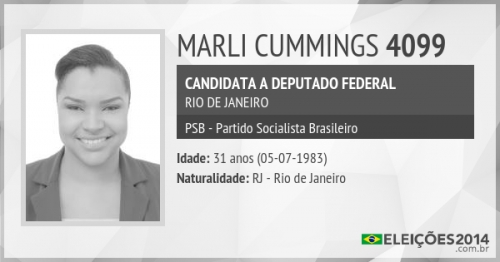 MARLI CUMMINGS 4099
CANDIDATA A DEPUTADO FEDERAL
RIO DE JANEIRO
PSB - Partido Socialista Brasileiro
Idade: 31 anos (05-07-1983)
Naturalidade: RJ - Rio de Janeiro
ELEIÇÕES2014
.com.br